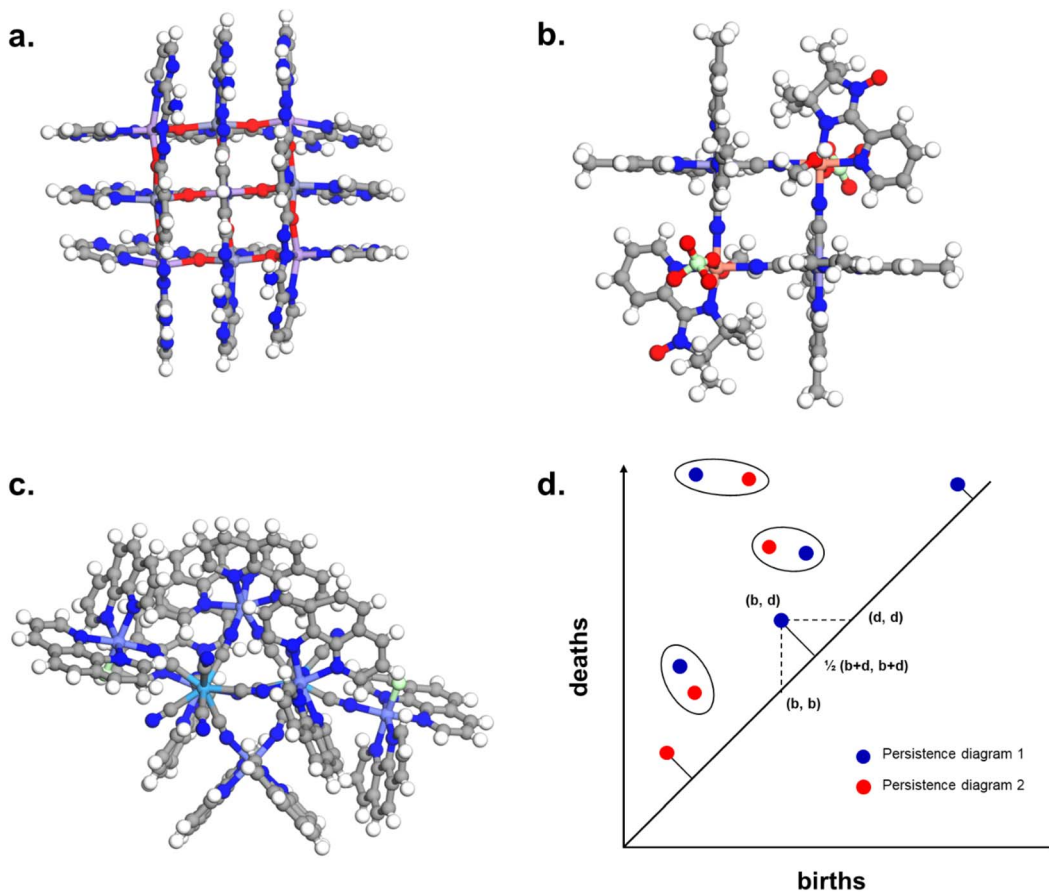 a.
b.
c.
d.
deaths
(b, d)
(d, d)
½ (b+d, b+d)
(b, b)
Persistence diagram 1
Persistence diagram 2
births